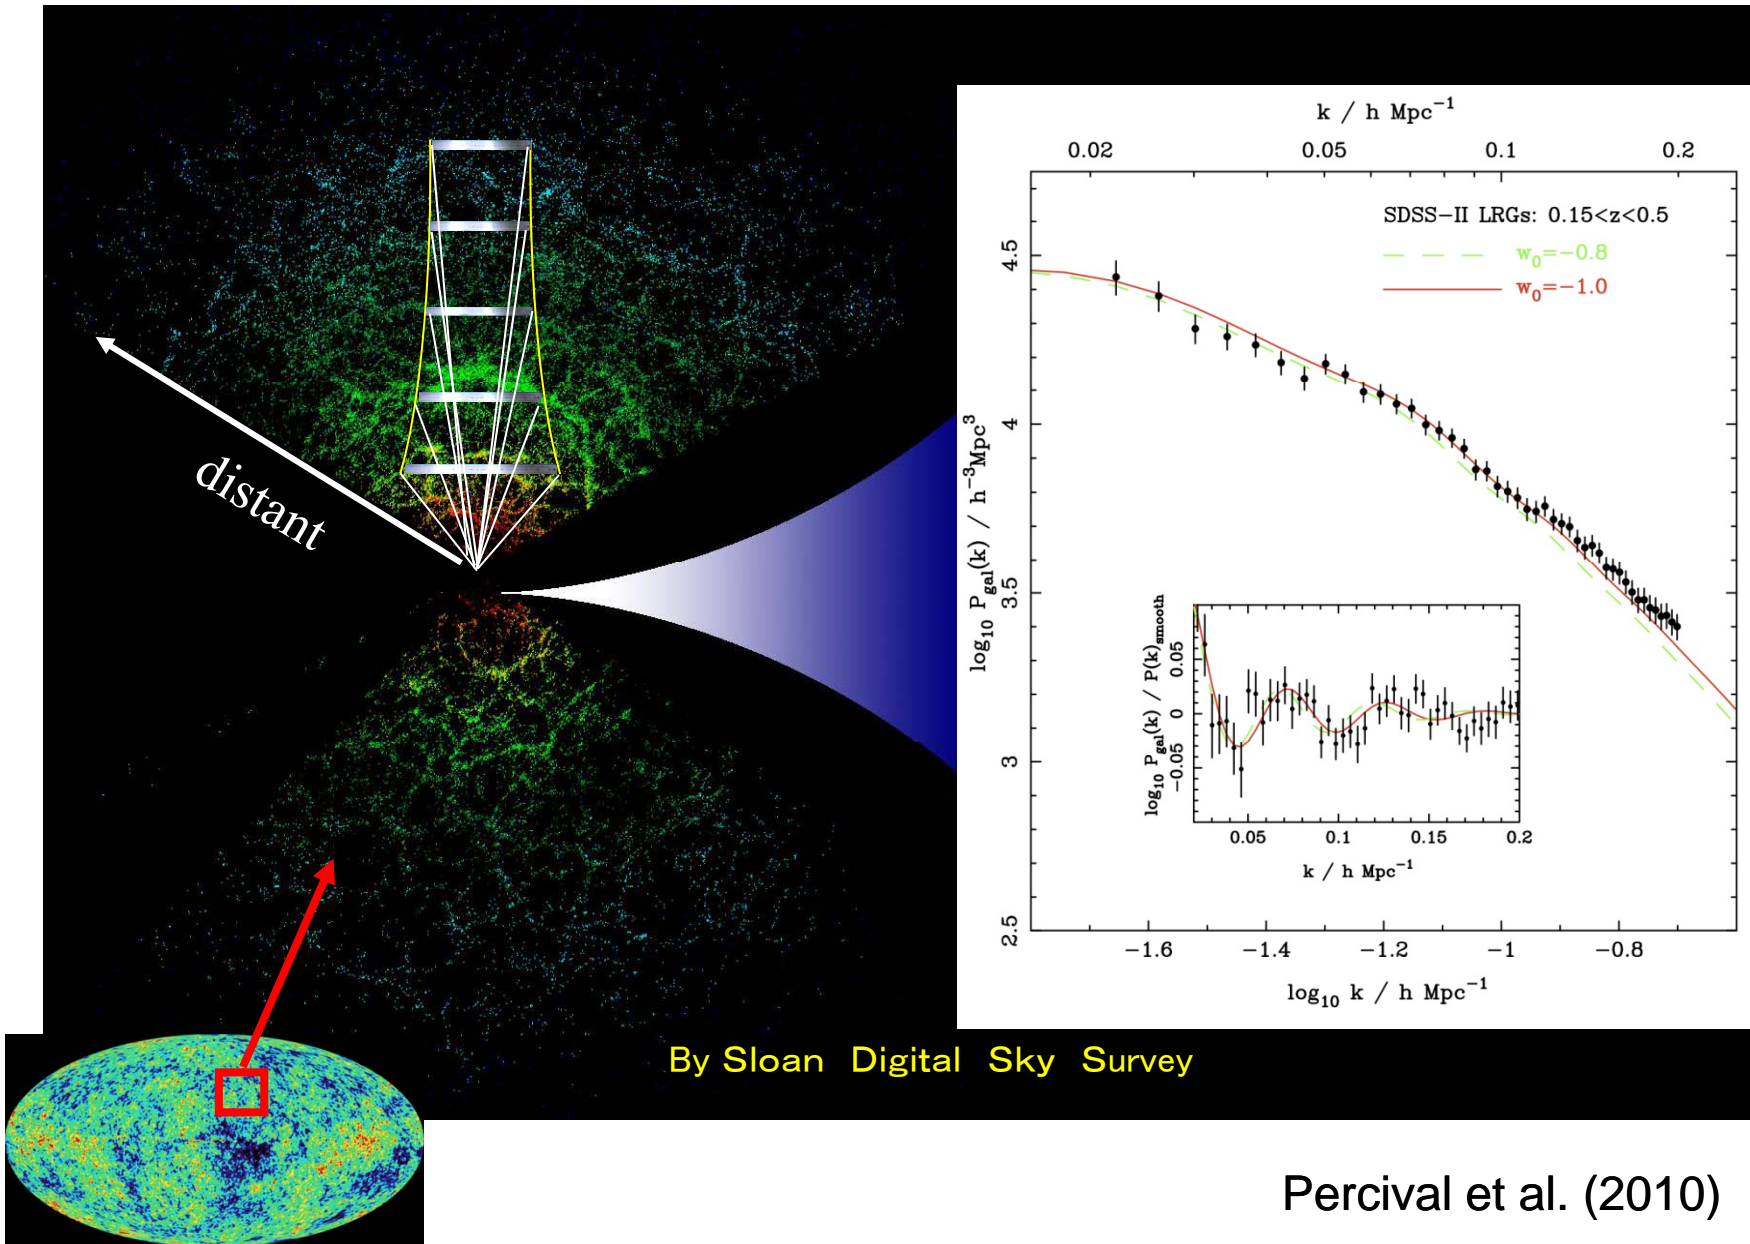 distant
k / h Mpc⁻¹
0.02 0.05 0.1 0.2
SDSS−II LRGs: 0.15<z<0.5
w₀=−0.8
w₀=−1.0
log₁₀ P_gal(k) / h⁻³Mpc³
4.5
4
3.5
3
2.5
log₁₀ P_gal(k) / P(k)_smooth
0.05
0
−0.05
0.05 0.1 0.15 0.2
k / h Mpc⁻¹
−1.6 −1.4 −1.2 −1 −0.8
log₁₀ k / h Mpc⁻¹
By Sloan Digital Sky Survey
Percival et al. (2010)